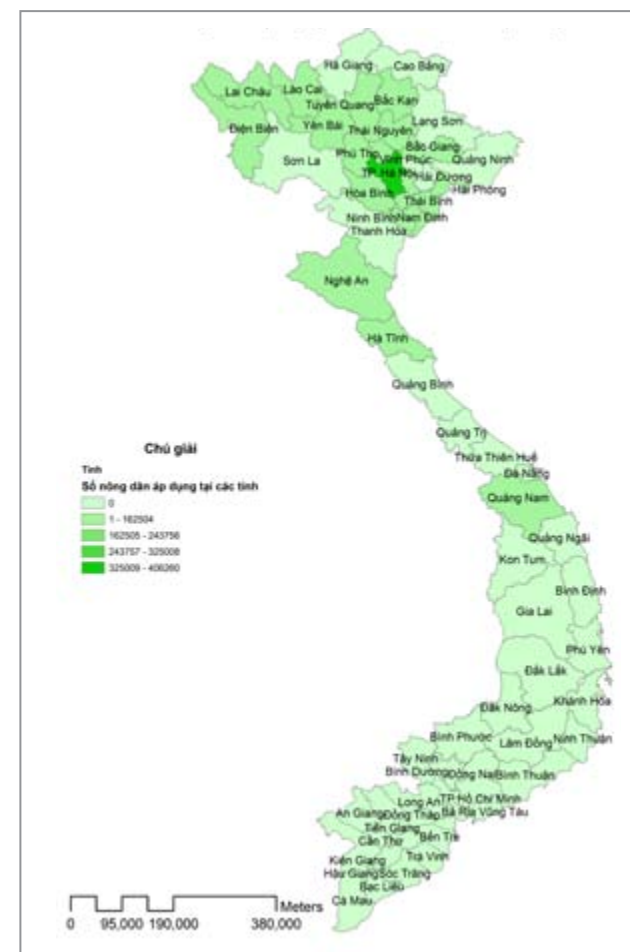 Hà Giang
Cao Bằng
Lai Châu
Lào Cai
Tuyên Quang
Bắc Kạn
Lạng Sơn
Điện Biên
Yên Bái
Thái Nguyên
Bắc Giang
Sơn La
Phú Thọ
Vĩnh Phúc
Quảng Ninh
TP. Hà Nội
Hải Dương
Hải Phòng
Hòa Bình
Thái Bình
Ninh Bình
Nam Định
Thanh Hóa
Nghệ An
Hà Tĩnh
Quảng Bình
Quảng Trị
Thừa Thiên Huế
Đà Nẵng
Quảng Nam
Quảng Ngãi
Kon Tum
Bình Định
Gia Lai
Phú Yên
Đắk Lắk
Khánh Hòa
Đăk Nông
Bình Phước
Lâm Đồng
Ninh Thuận
Tây Ninh
Bình Dương
Đồng Nai
Bình Thuận
Long An
TP Hồ Chí Minh
An Giang
Đồng Tháp
Bà Rịa Vũng Tàu
Tiền Giang
Cần Thơ
Bến Tre
Kiên Giang
Trà Vinh
Hậu Giang
Sóc Trăng
Bạc Liêu
Cà Mau
Chú giải
Tỉnh
Số nông dân áp dụng tại các tỉnh
0
1 - 162504
162505 - 243756
243757 - 325008
325009 - 406260
Meters
0 95,000 190,000 380,000